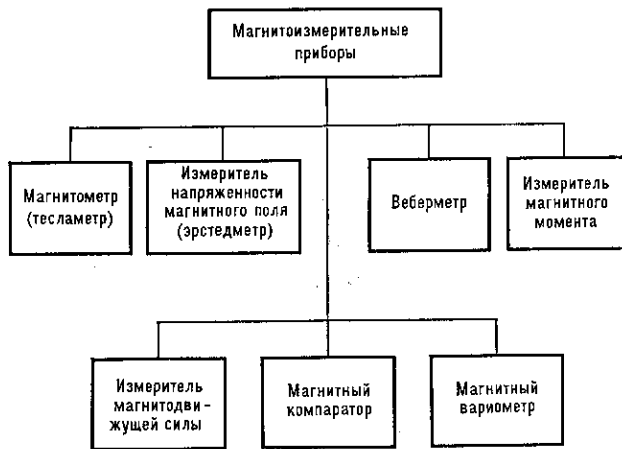 Магнитоизмерительные
приборы
Магнитометр
(тесламетр)
Измеритель
напряженности
магнитного поля
(эрстедметр)
Веберметр
Измеритель
магнитного
момента
Измеритель
магнитодви-
жущей силы
Магнитный
компаратор
Магнитный
вариометр